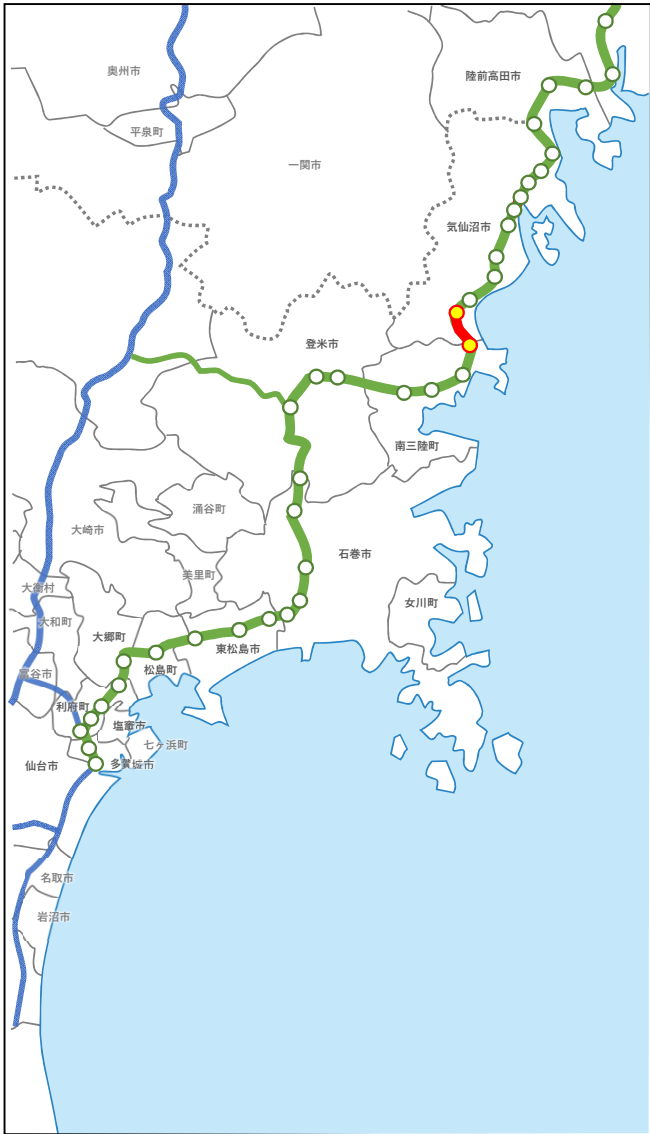 奥州市
陸前高田市
平泉町
一関市
気仙沼市
登米市
南三陸町
涌谷町
大崎市
石巻市
美里町
大衡村
女川町
大和町
大郷町
東松島市
松島町
富谷市
利府町
塩竈市
七ヶ浜町
仙台市
多賀城市
名取市
岩沼市